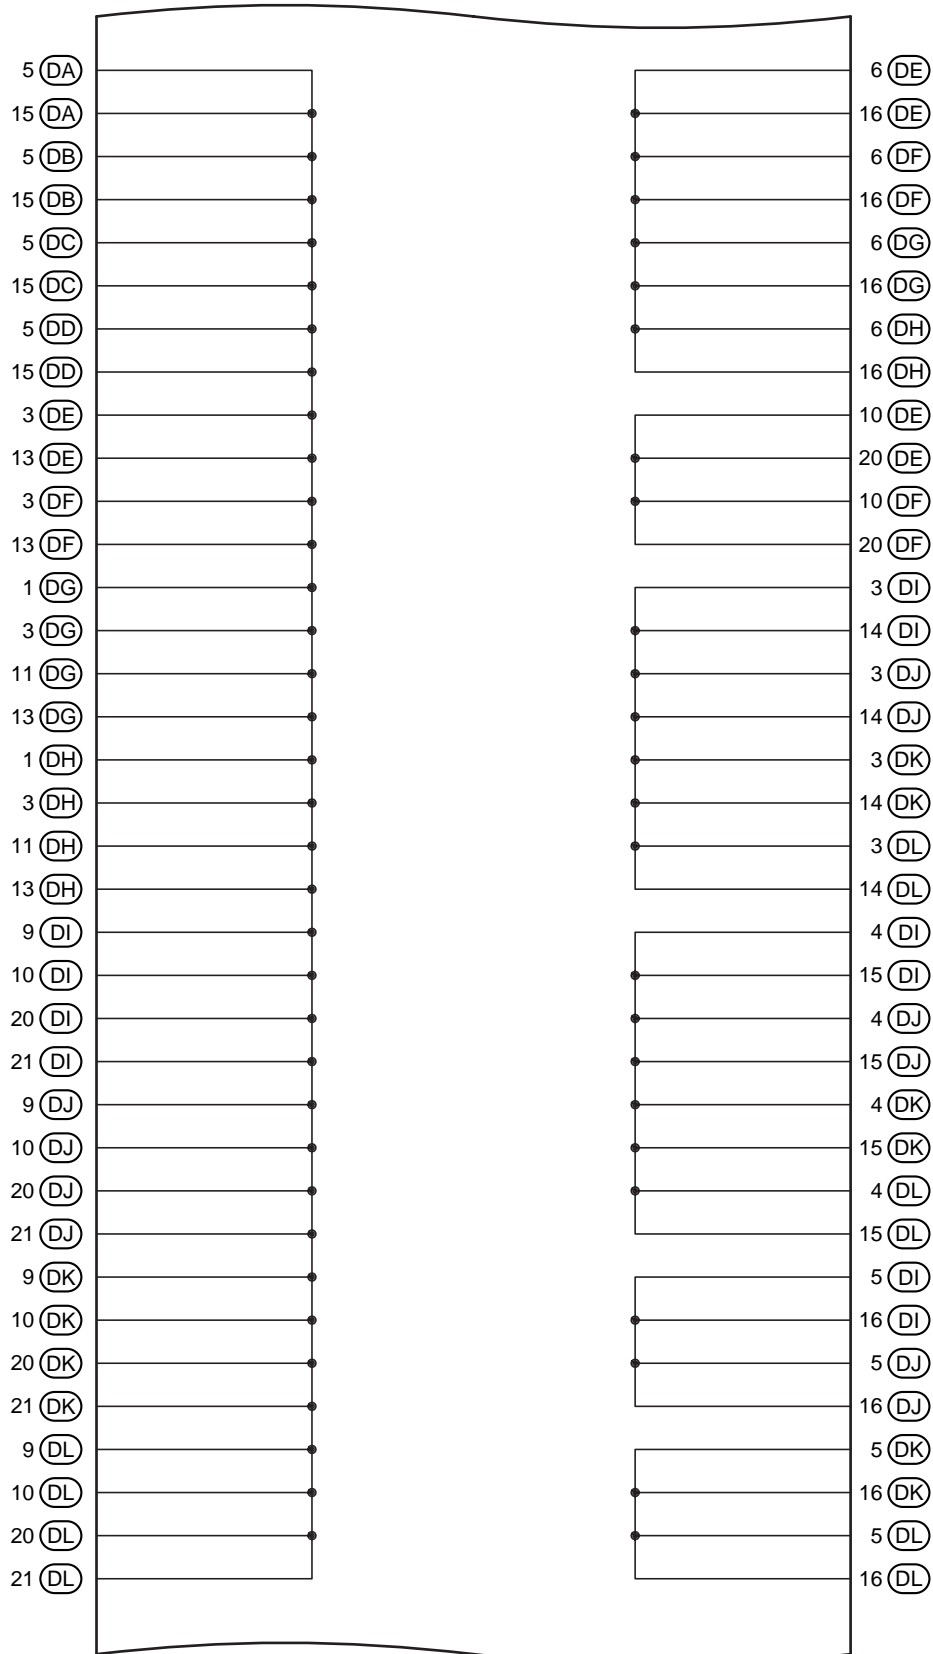 5 DA 6 DE
15 DA 16 DE
5 DB 6 DF
15 DB 16 DF
5 DC 6 DG
15 DC 16 DG
5 DD 6 DH
15 DD 16 DH
3 DE 10 DE
13 DE 20 DE
3 DF 10 DF
13 DF 20 DF
1 DG 3 DI
3 DG 14 DI
11 DG 3 DJ
13 DG 14 DJ
1 DH 3 DK
3 DH 14 DK
11 DH 3 DL
13 DH 14 DL
9 DI 4 DI
10 DI 15 DI
20 DI 4 DJ
21 DI 15 DJ
9 DJ 4 DK
10 DJ 15 DK
20 DJ 4 DL
21 DJ 15 DL
9 DK 5 DI
10 DK 16 DI
20 DK 5 DJ
21 DK 16 DJ
9 DL 5 DK
10 DL 16 DK
20 DL 5 DL
21 DL 16 DL